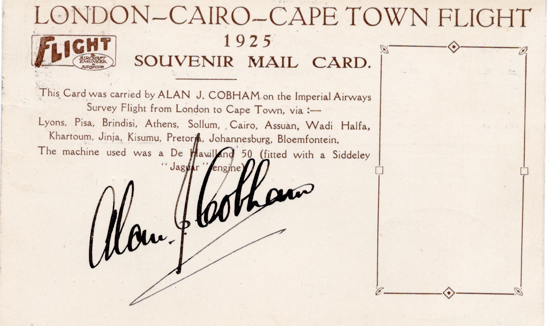 LONDON–CAIRO–CAPE TOWN FLIGHT
1925
FLIGHT
SOUVENIR MAIL CARD.
This Card was carried by ALAN J. COBHAM on the Imperial Airways
Survey Flight from London to Cape Town, via :—
Lyons, Pisa, Brindisi, Athens, Sollum, Cairo, Assuan, Wadi Halfa,
Khartoum, Jinja, Kisumu, Pretoria, Johannesburg, Bloemfontein,
The machine used was a De Havilland 50 (fitted with a Siddeley
"Jaguar" engine)
Alan J Cobham